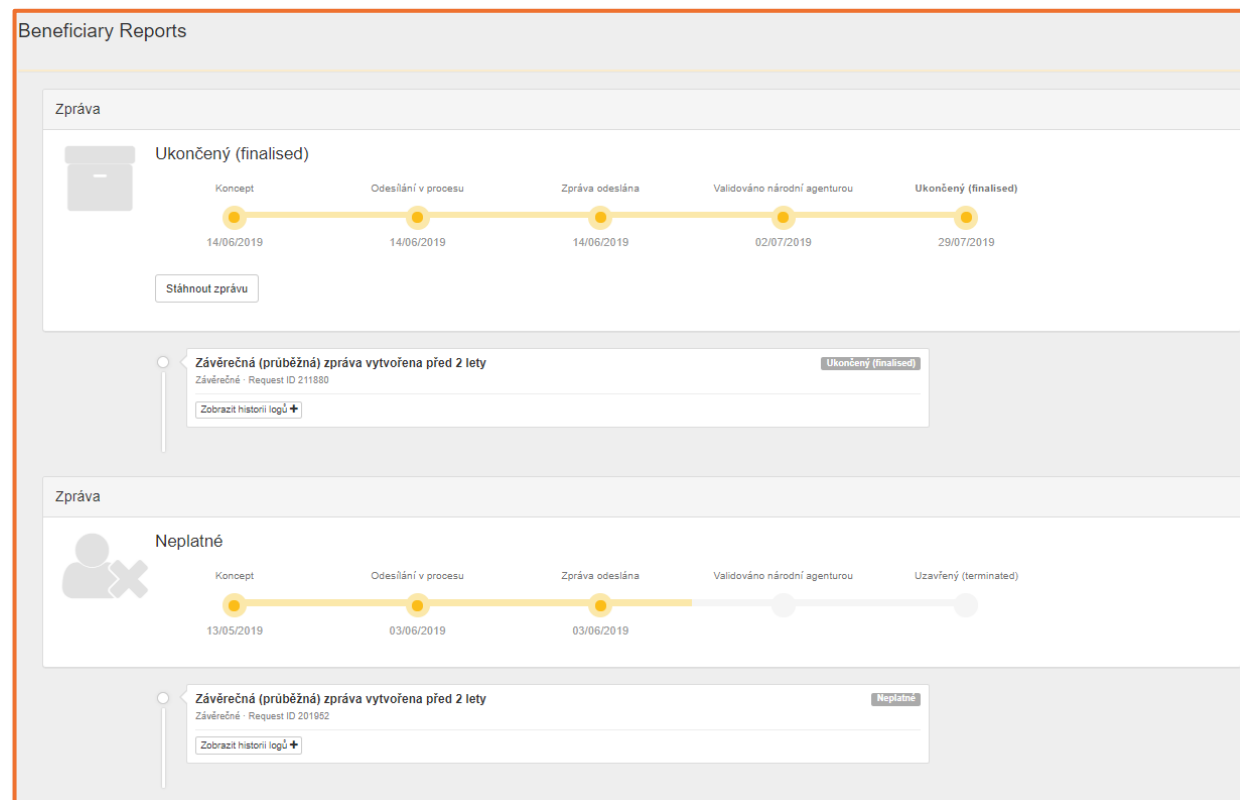 Beneficiary Reports
Zpráva
Ukončený (finalised)
Koncept Odesílání v procesu Zpráva odeslána Validováno národní agenturou Ukončený (finalised)
14/06/2019 14/06/2019 14/06/2019 02/07/2019 29/07/2019
Stáhnout zprávu
Závěrečná (průběžná) zpráva vytvořena před 2 lety Ukončený (finalised)
Závěrečné · Request ID 211880
Zobrazit historii logů +
Zpráva
Neplatné
Koncept Odesílání v procesu Zpráva odeslána Validováno národní agenturou Uzavřený (terminated)
13/05/2019 03/06/2019 03/06/2019
Závěrečná (průběžná) zpráva vytvořena před 2 lety Neplatné
Závěrečné · Request ID 201952
Zobrazit historii logů +